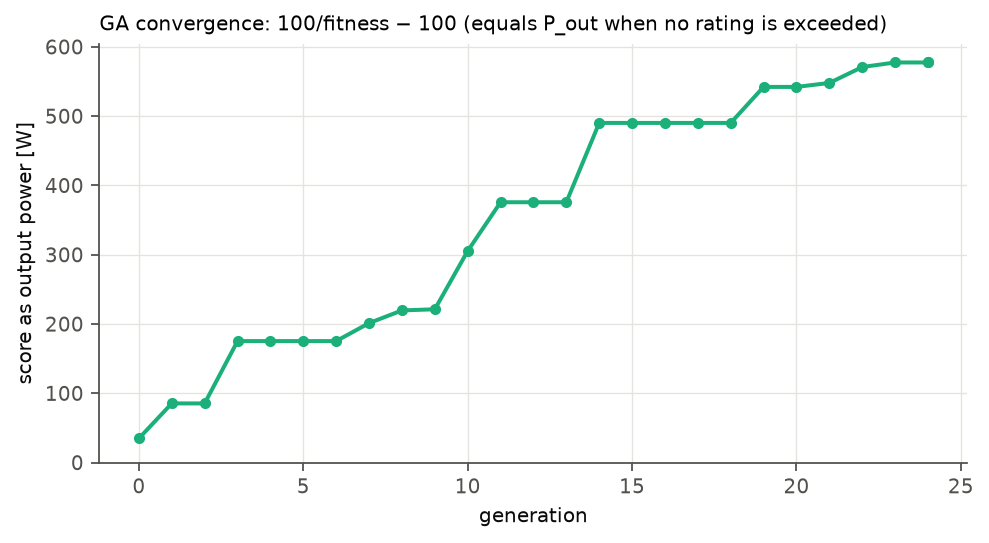 GA convergence: 100/fitness − 100 (equals P_out when no rating is exceeded)
score as output power [W]
600
500
400
300
200
100
0
0 5 10 15 20 25
generation